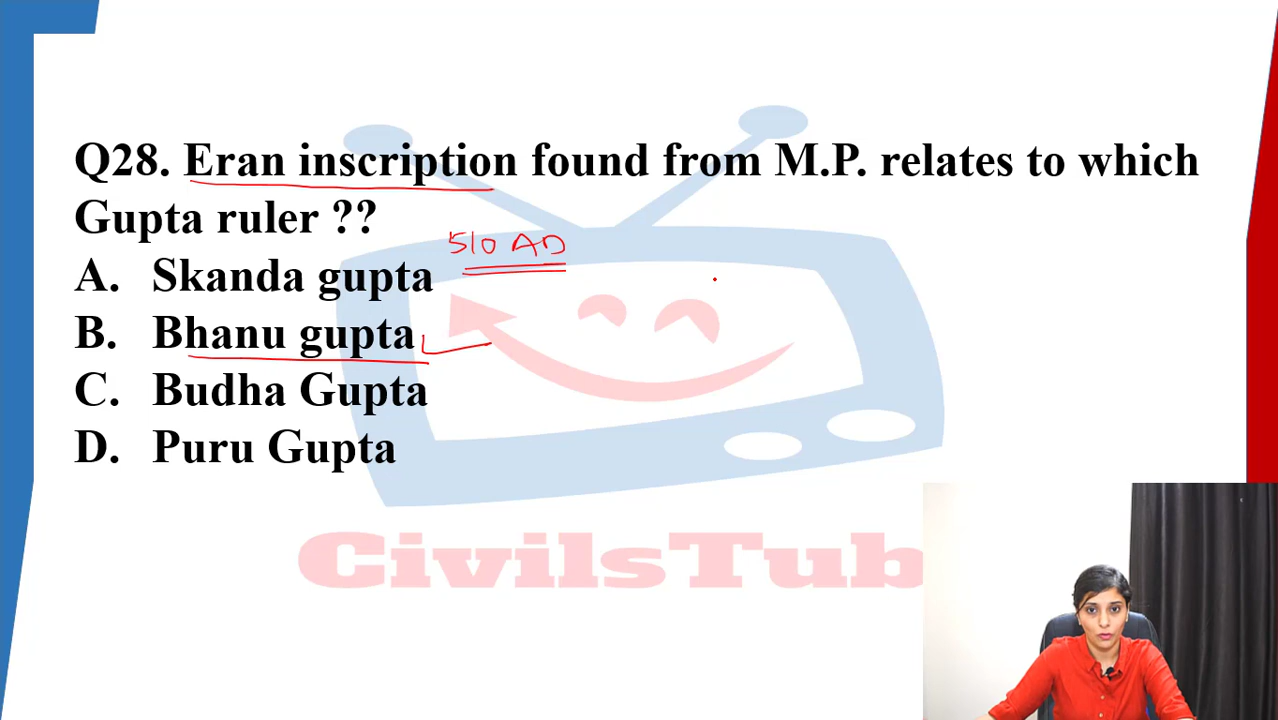 Q28. Eran inscription found from M.P. relates to which
Gupta ruler ??
510 AD
A. Skanda gupta
B. Bhanu gupta
C. Budha Gupta
D. Puru Gupta
CivilsTub